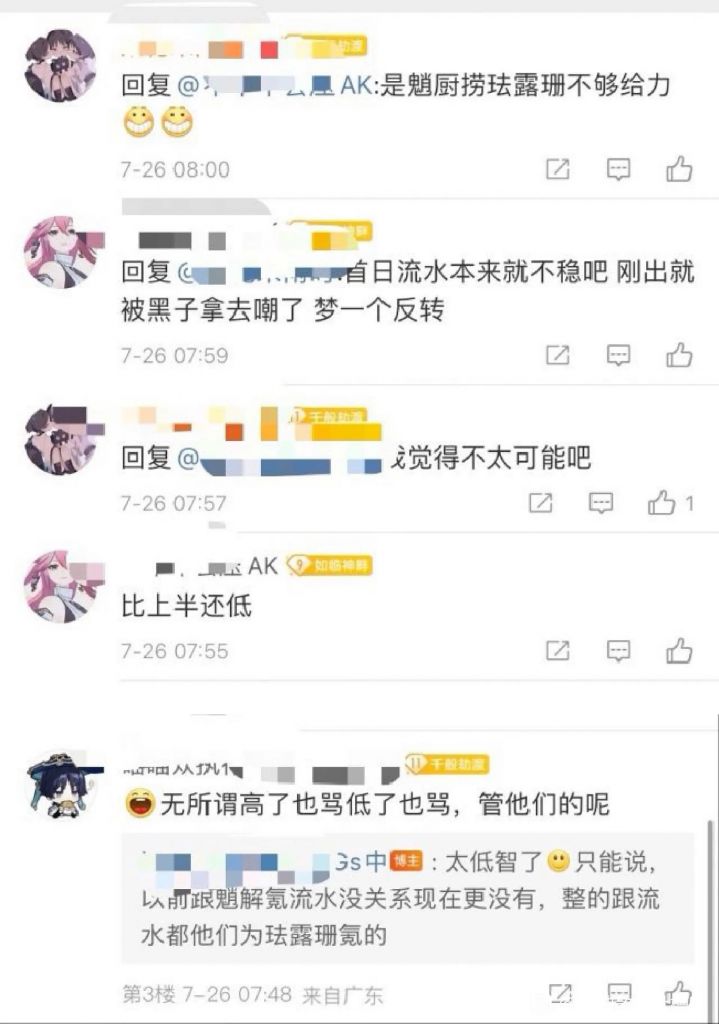 劫渡
回复@ AK:是魈厨捞珐露珊不够给力
7-26 08:00
回复@ :首日流水本来就不稳吧 刚出就
被黑子拿去嘲了 梦一个反转
7-26 07:59
千般劫渡
回复@ 我觉得不太可能吧
7-26 07:57
1
AK 9 如临神爵
比上半还低
7-26 07:55
11 千般劫渡
无所谓高了也骂低了也骂，管他们的呢
Gs中 博主 : 太低智了 只能说，
以前跟魈解氪流水没关系现在更没有，整的跟流
水都他们为珐露珊氪的
第3楼 7-26 07:48 来自广东